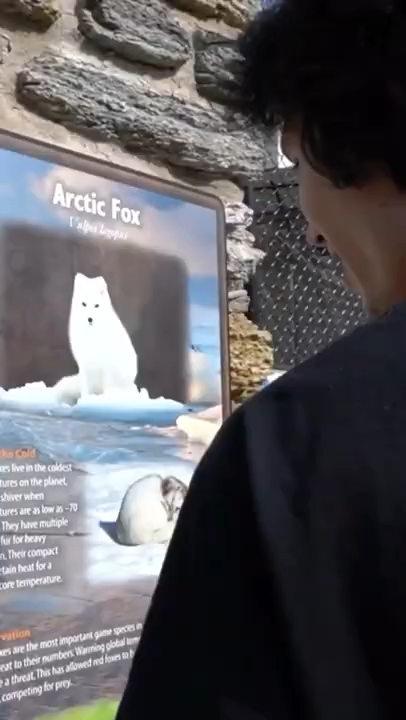 Arctic Fox
Vulpes lagopus
the Cold
xes live in the coldest
tures on the planet,
shiver when
tures are as low as -70
They have multiple
fur for heavy
n. Their compact
tain heat for a
core temperature.
vation
xes are the most important game species in
eat to their numbers. Warming global tem
e a threat. This has allowed red foxes to
competing for prey.